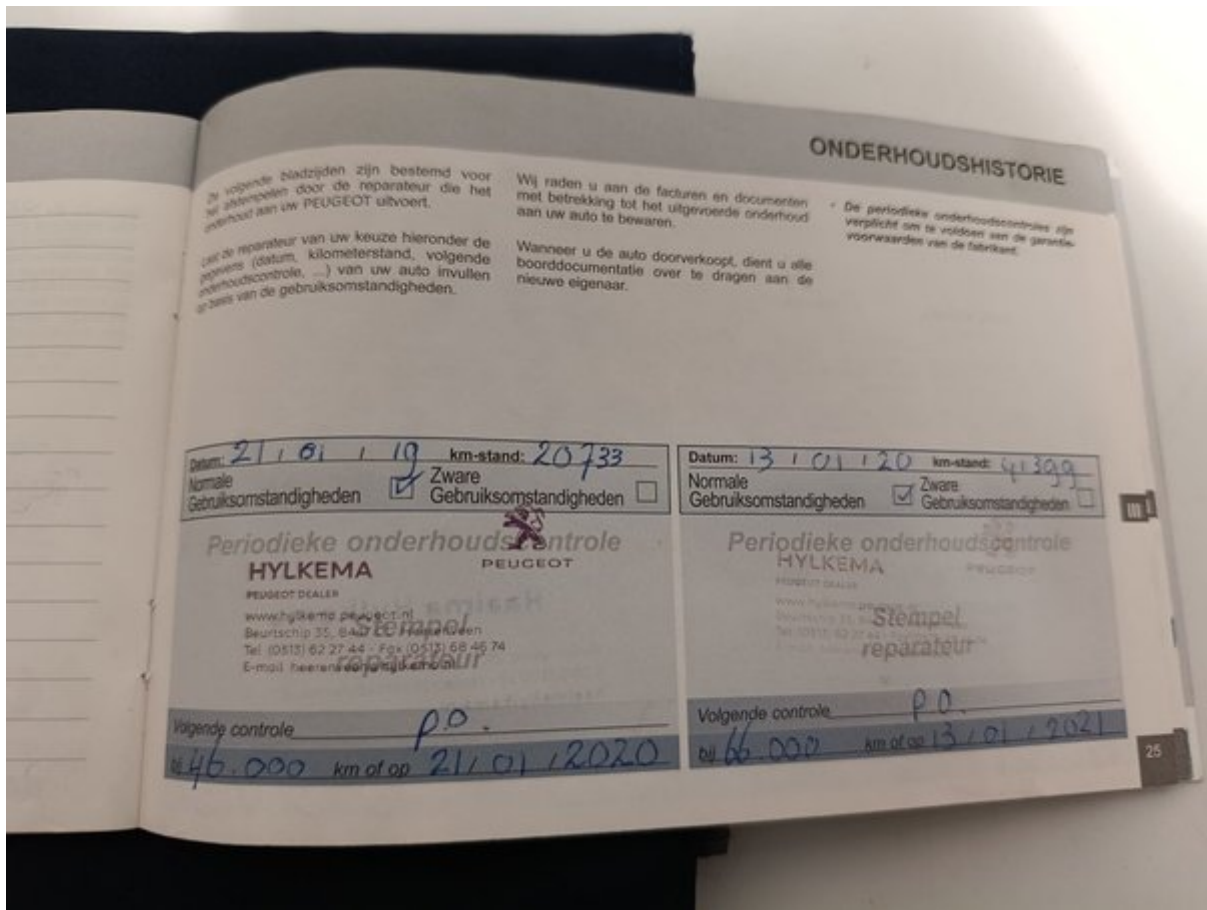 ONDERHOUDSHISTORIE
De volgende bladzijden zijn bestemd voor
het afstempelen door de reparateur die het
onderhoud aan uw PEUGEOT uitvoert.
Laat de reparateur van uw keuze hieronder de
gegevens (datum, kilometerstand, volgende
onderhoudscontrole, ...) van uw auto invullen
op basis van de gebruiksomstandigheden.
Wij raden u aan de facturen en documenten
met betrekking tot het uitgevoerde onderhoud
aan uw auto te bewaren.
Wanneer u de auto doorverkoopt, dient u alle
boorddocumentatie over te dragen aan de
nieuwe eigenaar.
* De periodieke onderhoudscontroles zijn
verplicht om te voldoen aan de garantie-
voorwaarden van de fabrikant.
Datum: 21 / 01 / 19 km-stand: 20733
Normale
Gebruiksomstandigheden
Zware
Gebruiksomstandigheden
Periodieke onderhoudscontrole
HYLKEMA
PEUGEOT
PEUGEOT DEALER
www.hylkema.peugeot.nl
Stempel
Beurtschip 35, Heerenveen
Tel. (0513) 62 27 44 - Fax (0513) 68 46 74
reparateur
E-mail
Volgende controle p.o.
bij 46.000 km of op 21 / 01 / 2020
Datum: 13 / 01 / 20 km-stand: 41399
Normale
Gebruiksomstandigheden
Zware
Gebruiksomstandigheden
Periodieke onderhoudscontrole
HYLKEMA
PEUGEOT
PEUGEOT DEALER
Stempel
reparateur
Volgende controle p.o.
bij 66.000 km of op 13 / 01 / 2021
25